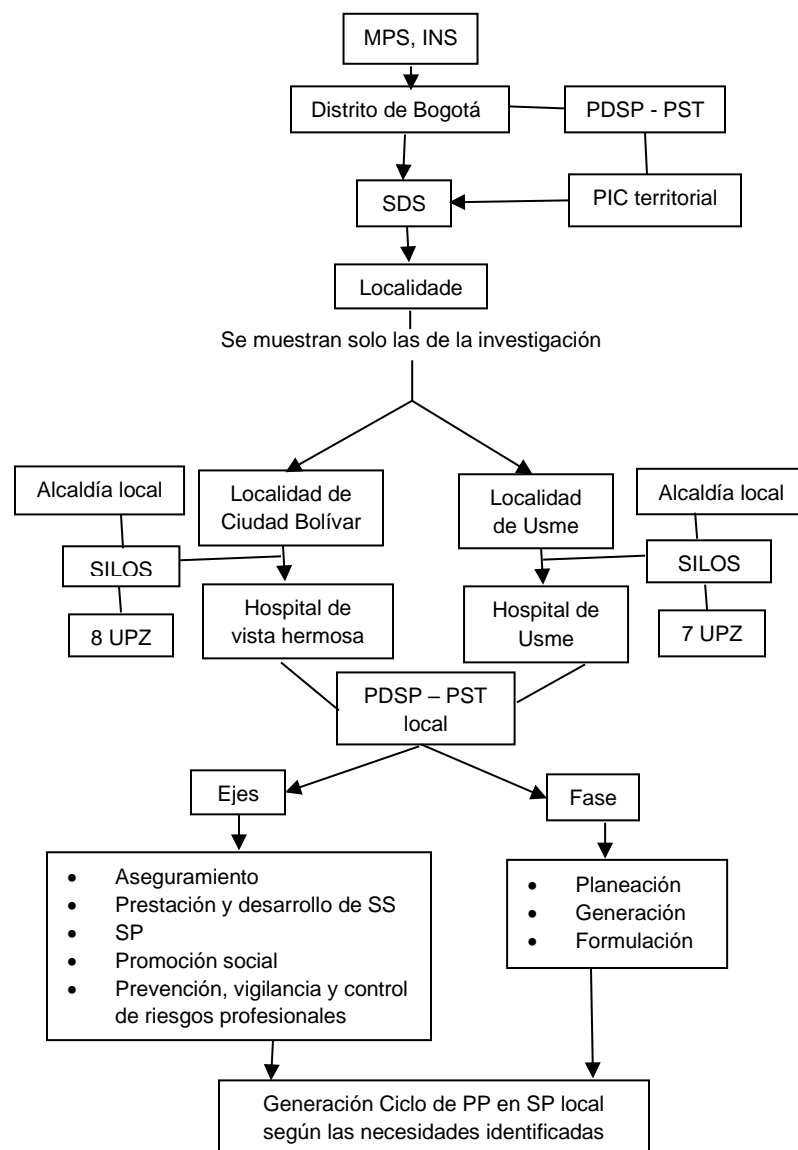 MPS, INS
Distrito de Bogotá
PDSP - PST
SDS
PIC territorial
Localidade
Se muestran solo las de la investigación
Alcaldía local
Localidad de
Ciudad Bolívar
Localidad
de Usme
Alcaldía local
SILOS
SILOS
8 UPZ
Hospital de
vista hermosa
Hospital de
Usme
7 UPZ
PDSP – PST
local
Ejes
Fase
• Aseguramiento
• Prestación y desarrollo de SS
• SP
• Promoción social
• Prevención, vigilancia y control
de riesgos profesionales
• Planeación
• Generación
• Formulación
Generación Ciclo de PP en SP local
según las necesidades identificadas